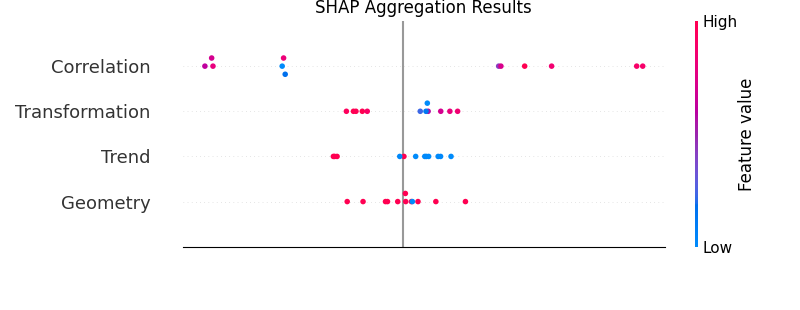 SHAP Aggregation Results
High
Correlation
Transformation
Trend
Geometry
Feature value
Low